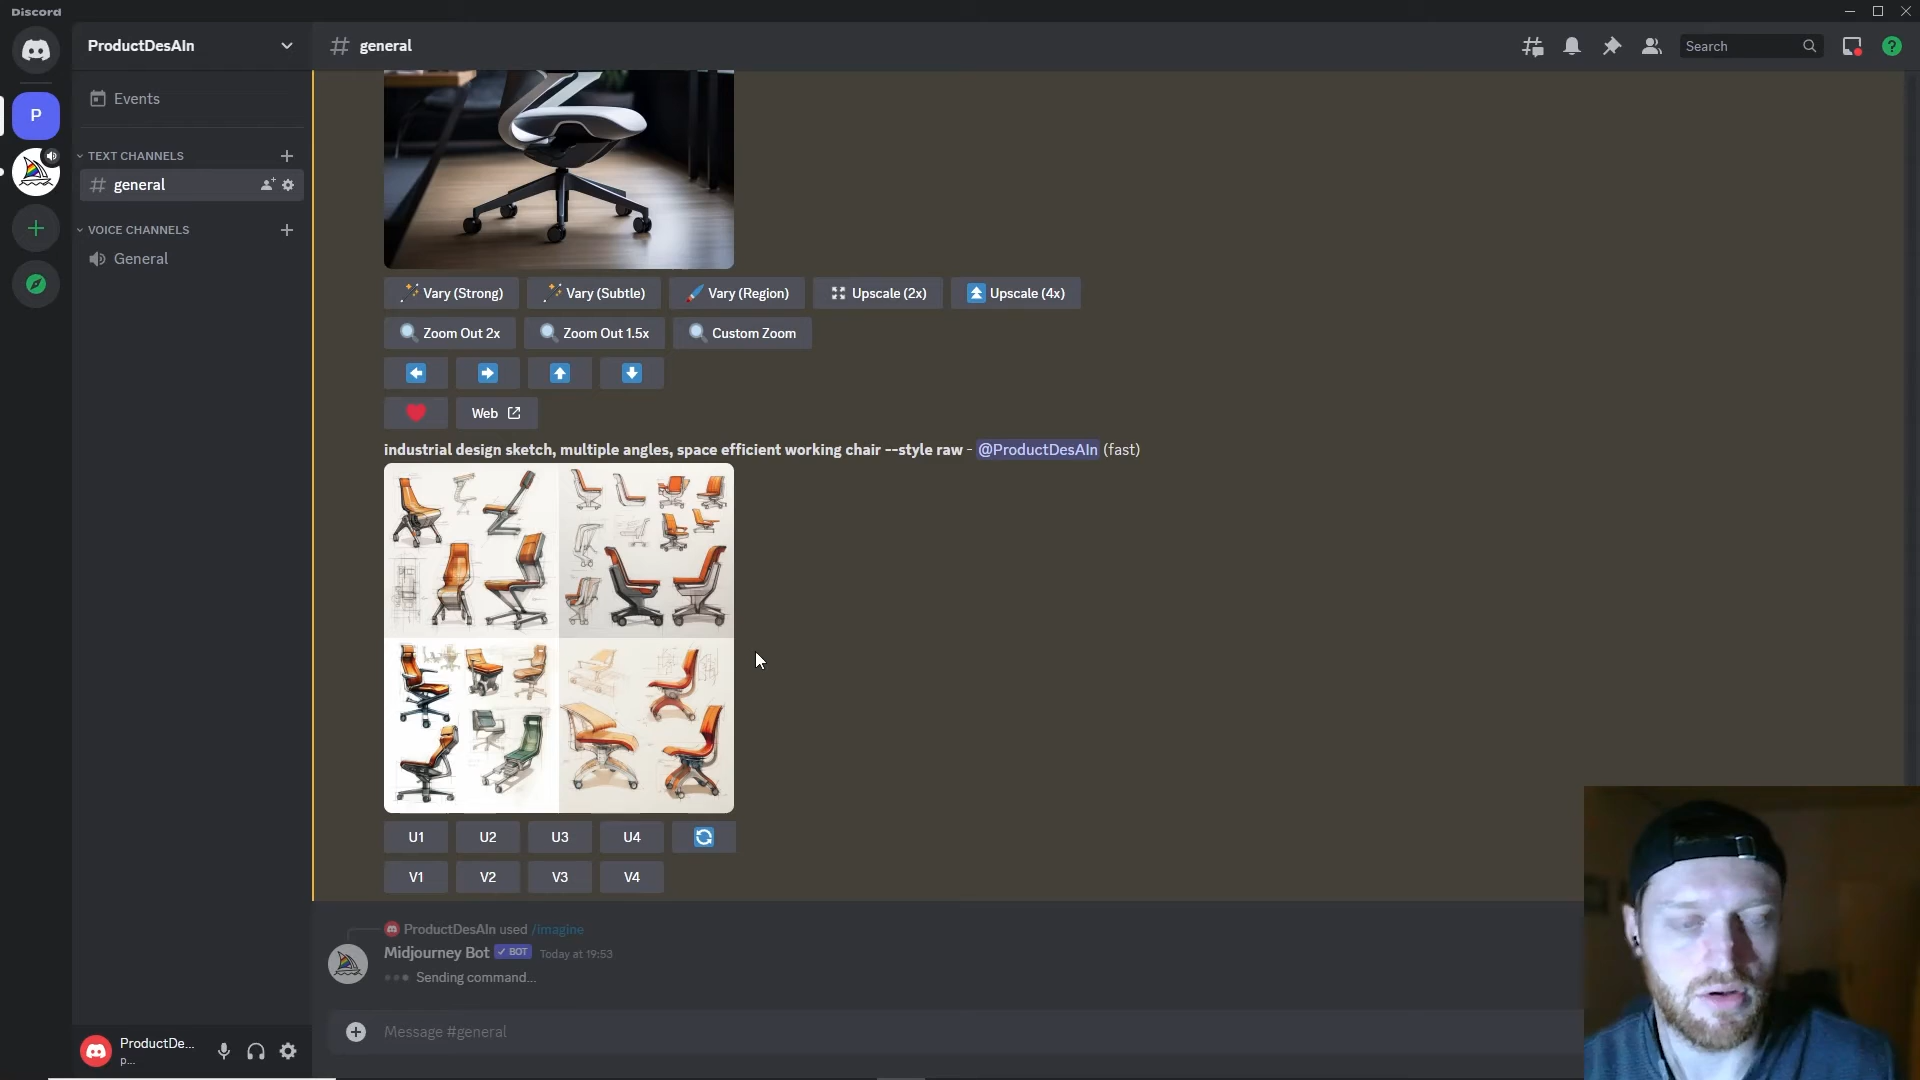 Discord
ProductDesAIn
general
Search
Events
P
TEXT CHANNELS
general
VOICE CHANNELS
General
Vary (Strong)
Vary (Subtle)
Vary (Region)
Upscale (2x)
Upscale (4x)
Zoom Out 2x
Zoom Out 1.5x
Custom Zoom
Web
industrial design sketch, multiple angles, space efficient working chair --style raw - @ProductDesAIn (fast)
U1 U2 U3 U4
V1 V2 V3 V4
ProductDesAIn used /imagine
Midjourney Bot ✓ BOT Today at 19:53
Sending command...
Message #general
ProductDe...
p...